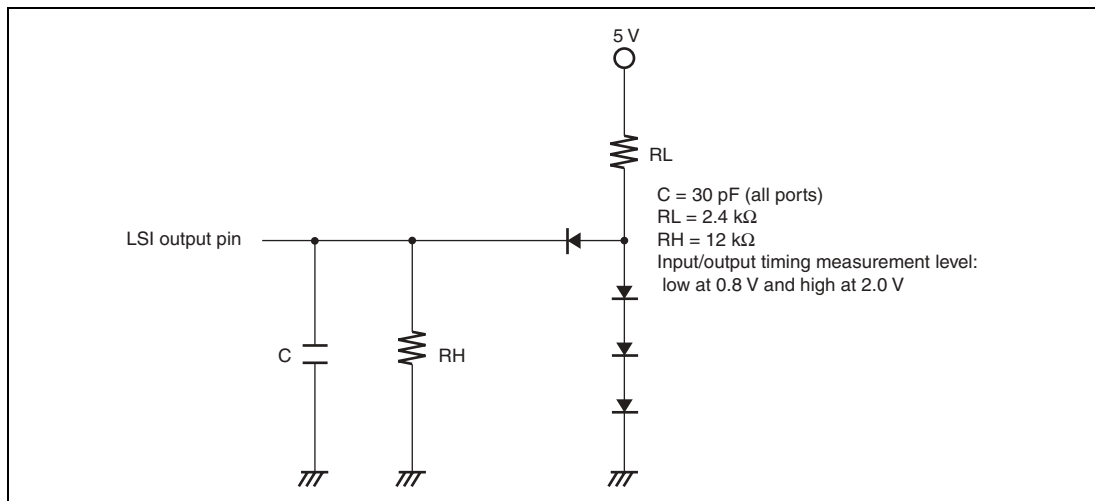 5 V
RL
C = 30 pF (all ports)
RL = 2.4 kΩ
RH = 12 kΩ
Input/output timing measurement level:
low at 0.8 V and high at 2.0 V
LSI output pin
C
RH